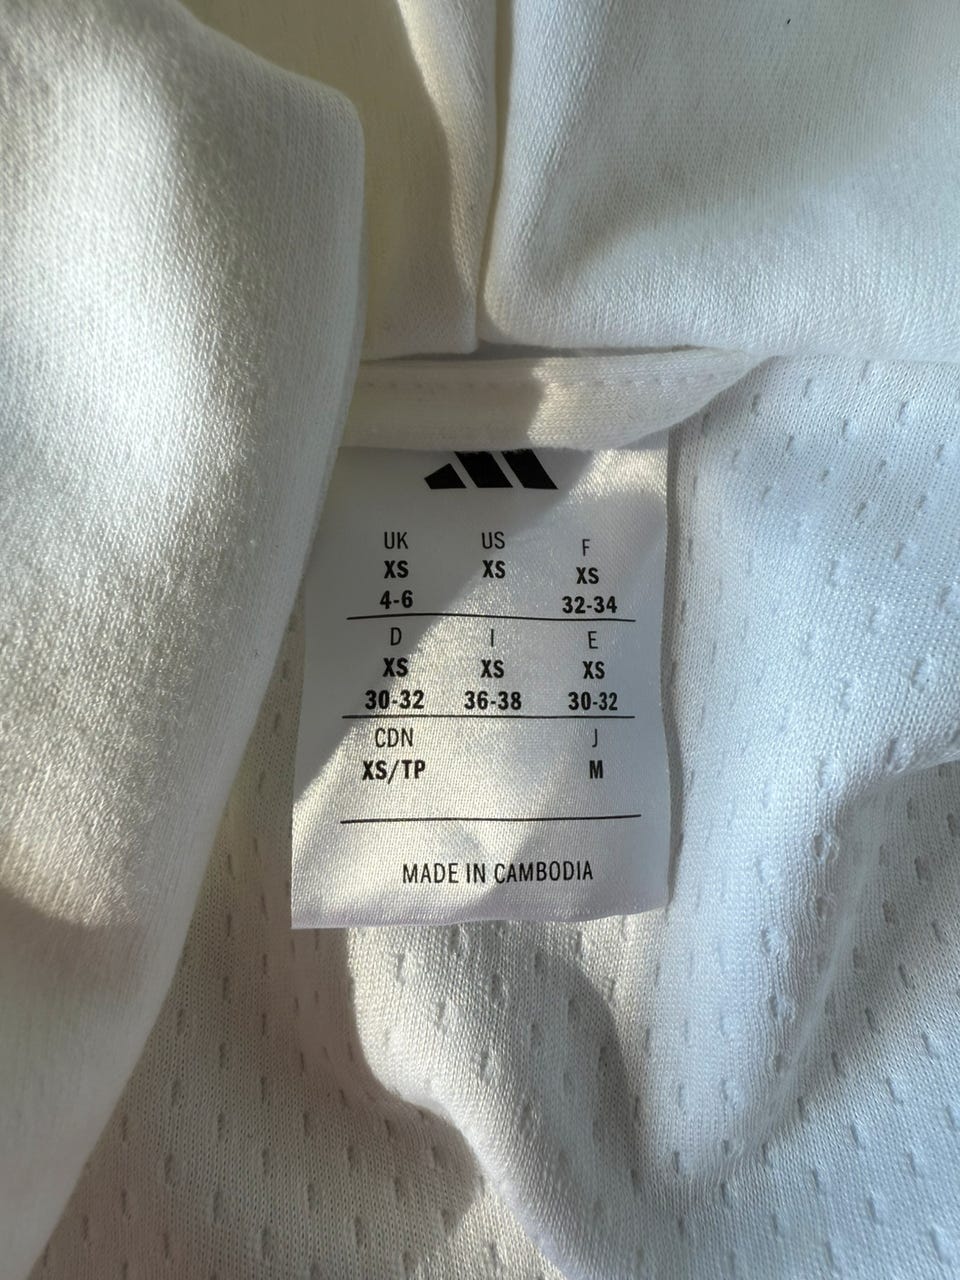 UK US F
XS XS XS
4-6 32-34
D I E
XS XS XS
30-32 36-38 30-32
CDN J
XS/TP M
MADE IN CAMBODIA